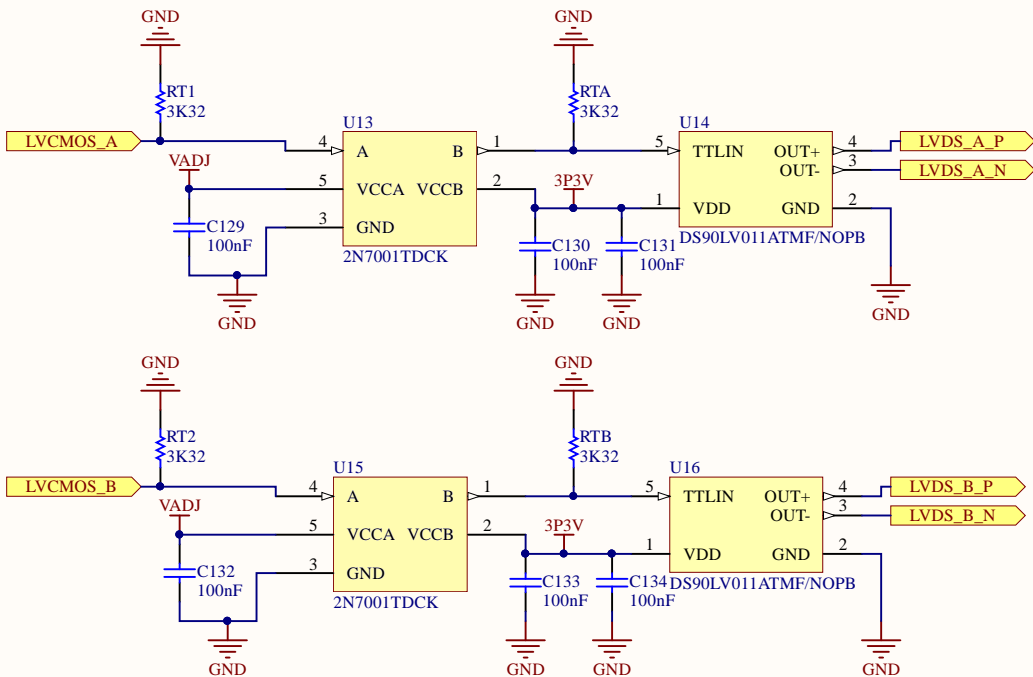 GND
GND
RT1
3K32
RTA
3K32
LVCMOS_A
U13
4
A
B
1
5
VCCA
VCCB
2
3
GND
2N7001TDCK
VADJ
C129
100nF
GND
3P3V
C130
100nF
GND
C131
100nF
GND
U14
5
TTLIN
OUT+
4
OUT-
3
1
VDD
GND
2
DS90LV011ATMF/NOPB
LVDS_A_P
LVDS_A_N
GND
GND
GND
RT2
3K32
RTB
3K32
LVCMOS_B
U15
4
A
B
1
5
VCCA
VCCB
2
3
GND
2N7001TDCK
VADJ
C132
100nF
GND
3P3V
C133
100nF
GND
C134
100nF
GND
U16
5
TTLIN
OUT+
4
OUT-
3
1
VDD
GND
2
DS90LV011ATMF/NOPB
LVDS_B_P
LVDS_B_N
GND